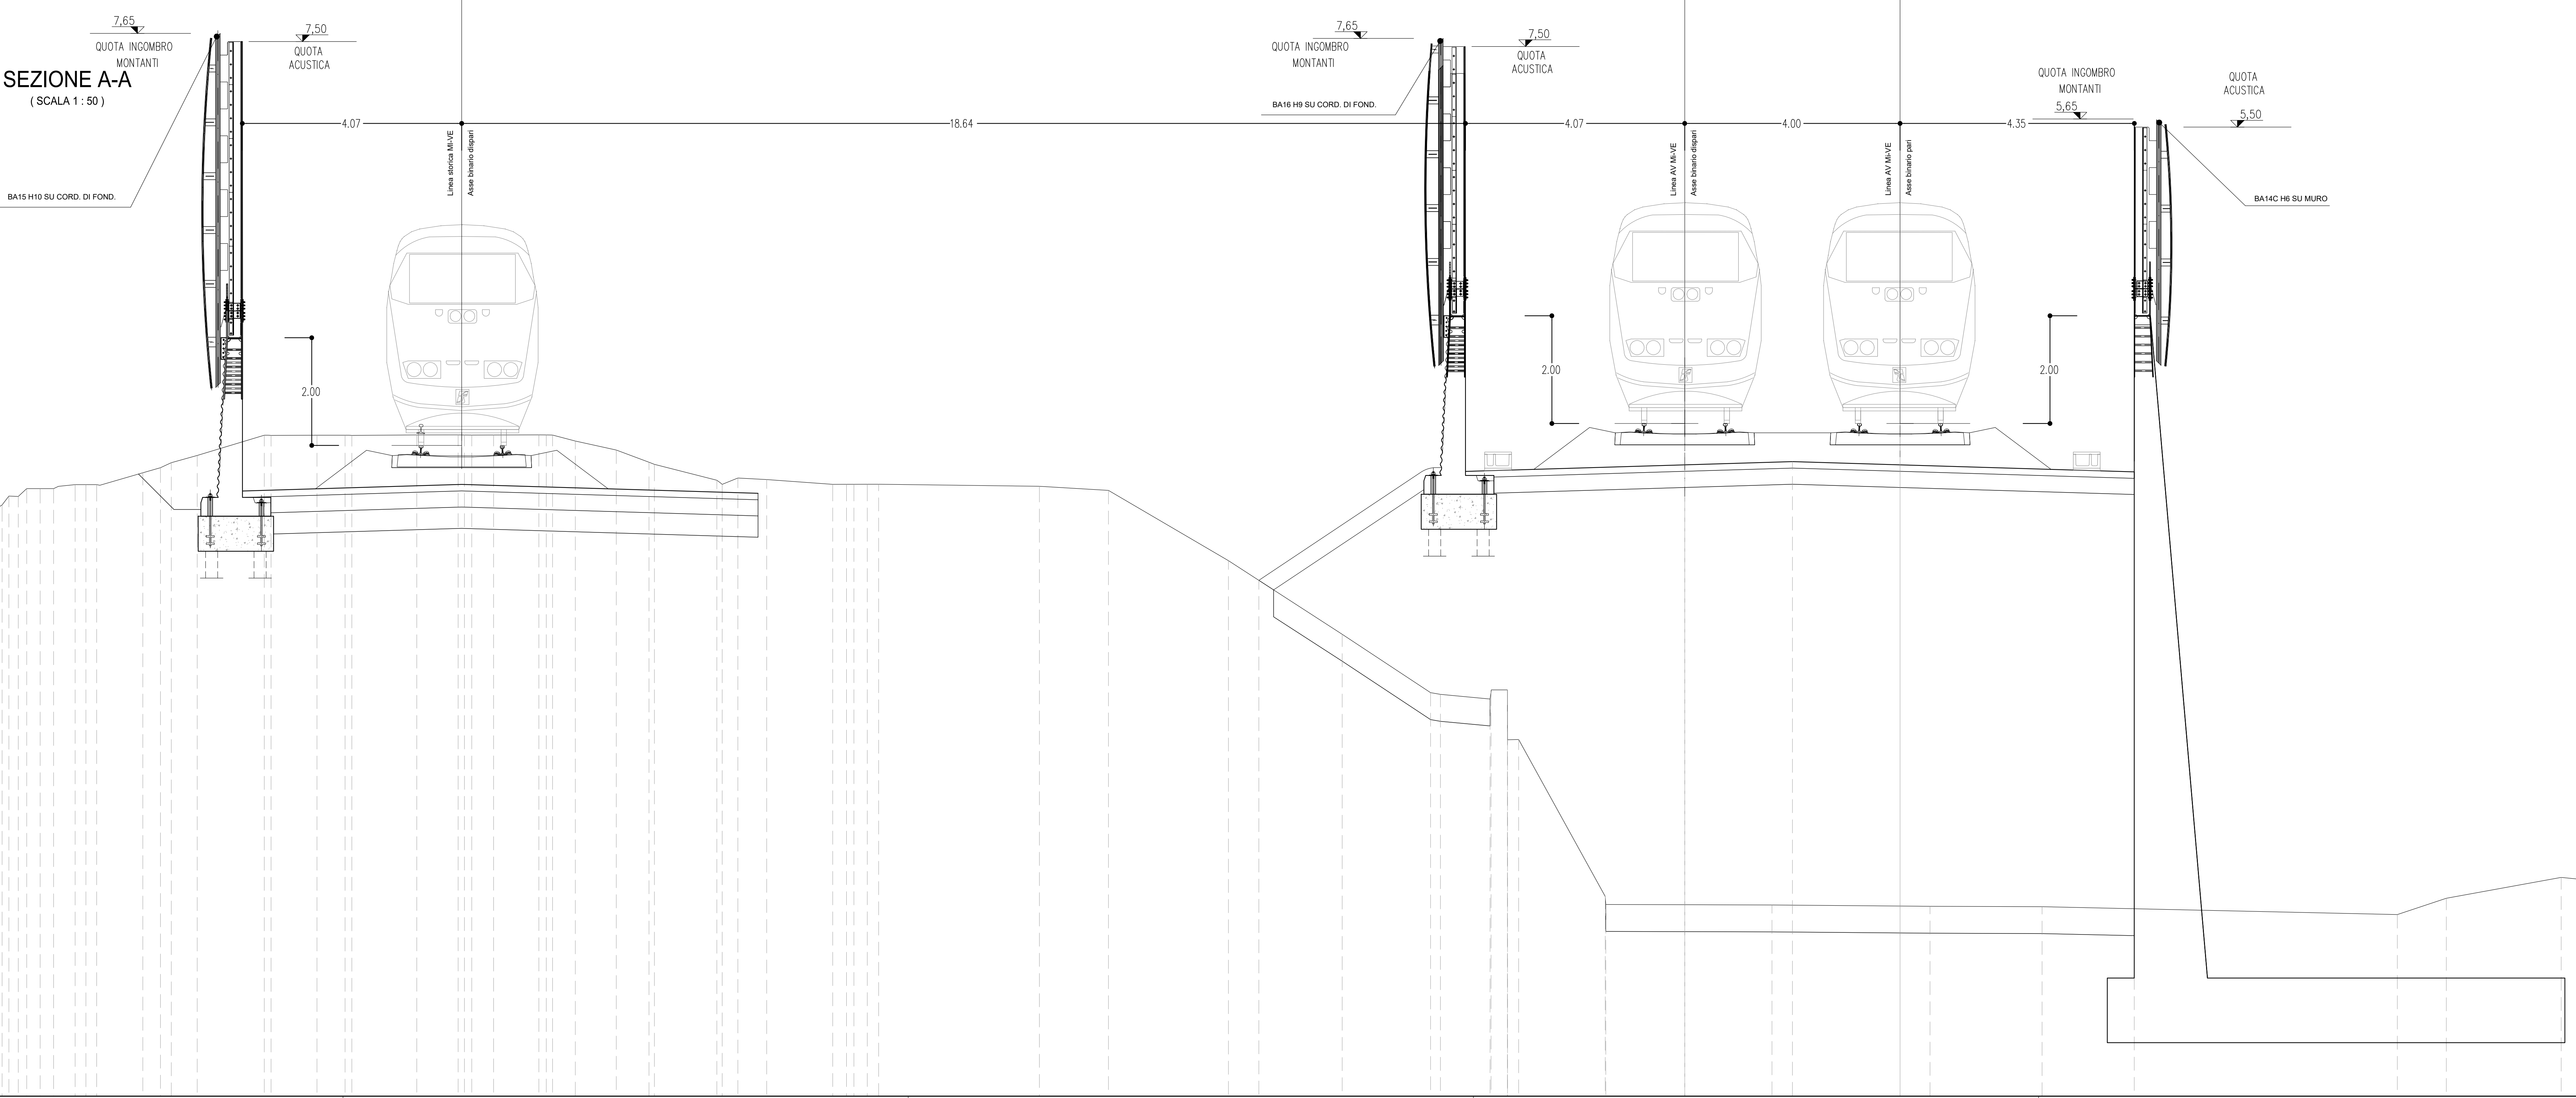 7,65
QUOTA INGOMBRO
MONTANTI
7,50
QUOTA
ACUSTICA
SEZIONE A-A
( SCALA 1 : 50 )
BA15 H10 SU CORD. DI FOND.
4.07
Linea storica MI-VE
Asse binario dispari
18.64
2.00
7,65
QUOTA INGOMBRO
MONTANTI
7,50
QUOTA
ACUSTICA
BA16 H9 SU CORD. DI FOND.
4.07
Linea AV MI-VE
Asse binario dispari
4.00
Linea AV MI-VE
Asse binario pari
4.35
2.00
2.00
QUOTA INGOMBRO
MONTANTI
5,65
QUOTA
ACUSTICA
5,50
BA14C H6 SU MURO